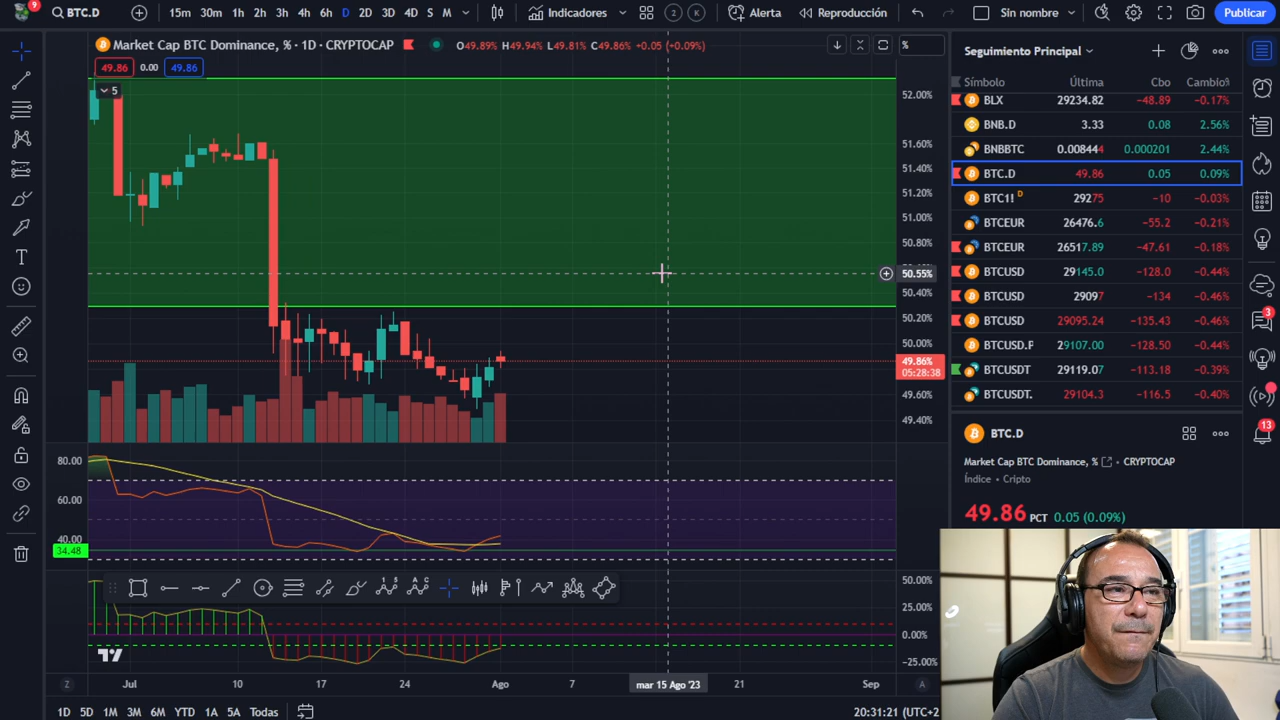 9
BTC.D
15m 30m 1h 2h 3h 4h 6h D 2D 3D 4D S M
Indicadores
2 K
Alerta
Reproducción
Sin nombre
Publicar
Market Cap BTC Dominance, % · 1D · CRYPTOCAP
O49.89% H49.94% L49.81% C49.86% +0.05 (+0.09%)
49.86 0.00 49.86
5
%
52.00%
51.60%
51.20%
51.00%
50.80%
50.55%
50.40%
50.20%
50.00%
49.86%
05:28:38
49.60%
49.40%
80.00
60.00
40.00
34.48
50.00%
25.00%
0.00%
−25.00%
Z
Jul 10 17 24 Ago 7 mar 15 Ago '23 21 Sep
A
1D 5D 1M 3M 6M YTD 1A 5A Todas
20:31:21 (UTC+2
Seguimiento Principal
Símbolo Última Cbo Cambio%
BLX 29234.82 −48.89 −0.17%
BNB.D 3.33 0.08 2.56%
BNBBTC 0.008444 0.000201 2.44%
BTC.D 49.86 0.05 0.09%
BTC1! D 29275 −10 −0.03%
BTCEUR 26476.6 −55.2 −0.21%
BTCEUR 26517.89 −47.61 −0.18%
BTCUSD 29145.0 −128.0 −0.44%
BTCUSD 29097 −134 −0.46%
BTCUSD 29095.24 −135.43 −0.46%
BTCUSD.P 29107.00 −128.50 −0.44%
BTCUSDT 29119.07 −113.18 −0.39%
BTCUSDT. 29104.3 −116.5 −0.40%
BTC.D
Market Cap BTC Dominance, % CRYPTOCAP
Índice • Cripto
49.86 PCT 0.05 (0.09%)
3
13